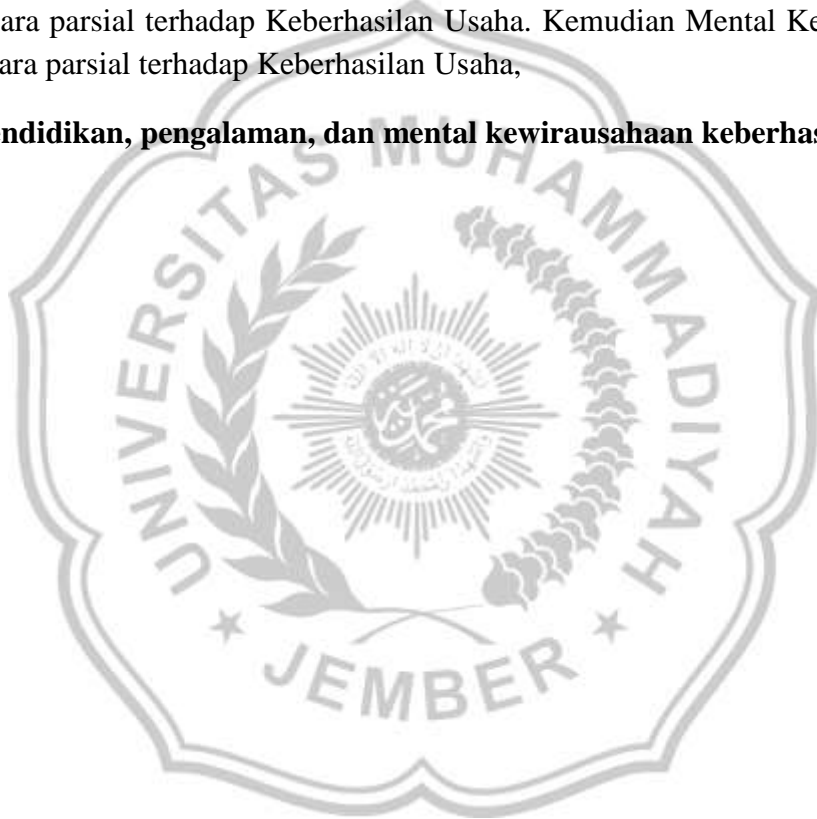 ara parsial terhadap Keberhasilan Usaha. Kemudian Mental Ke
ara parsial terhadap Keberhasilan Usaha,
endidikan, pengalaman, dan mental kewirausahaan keberhas
UNIVERSITAS MUHAMMADIYAH
JEMBER